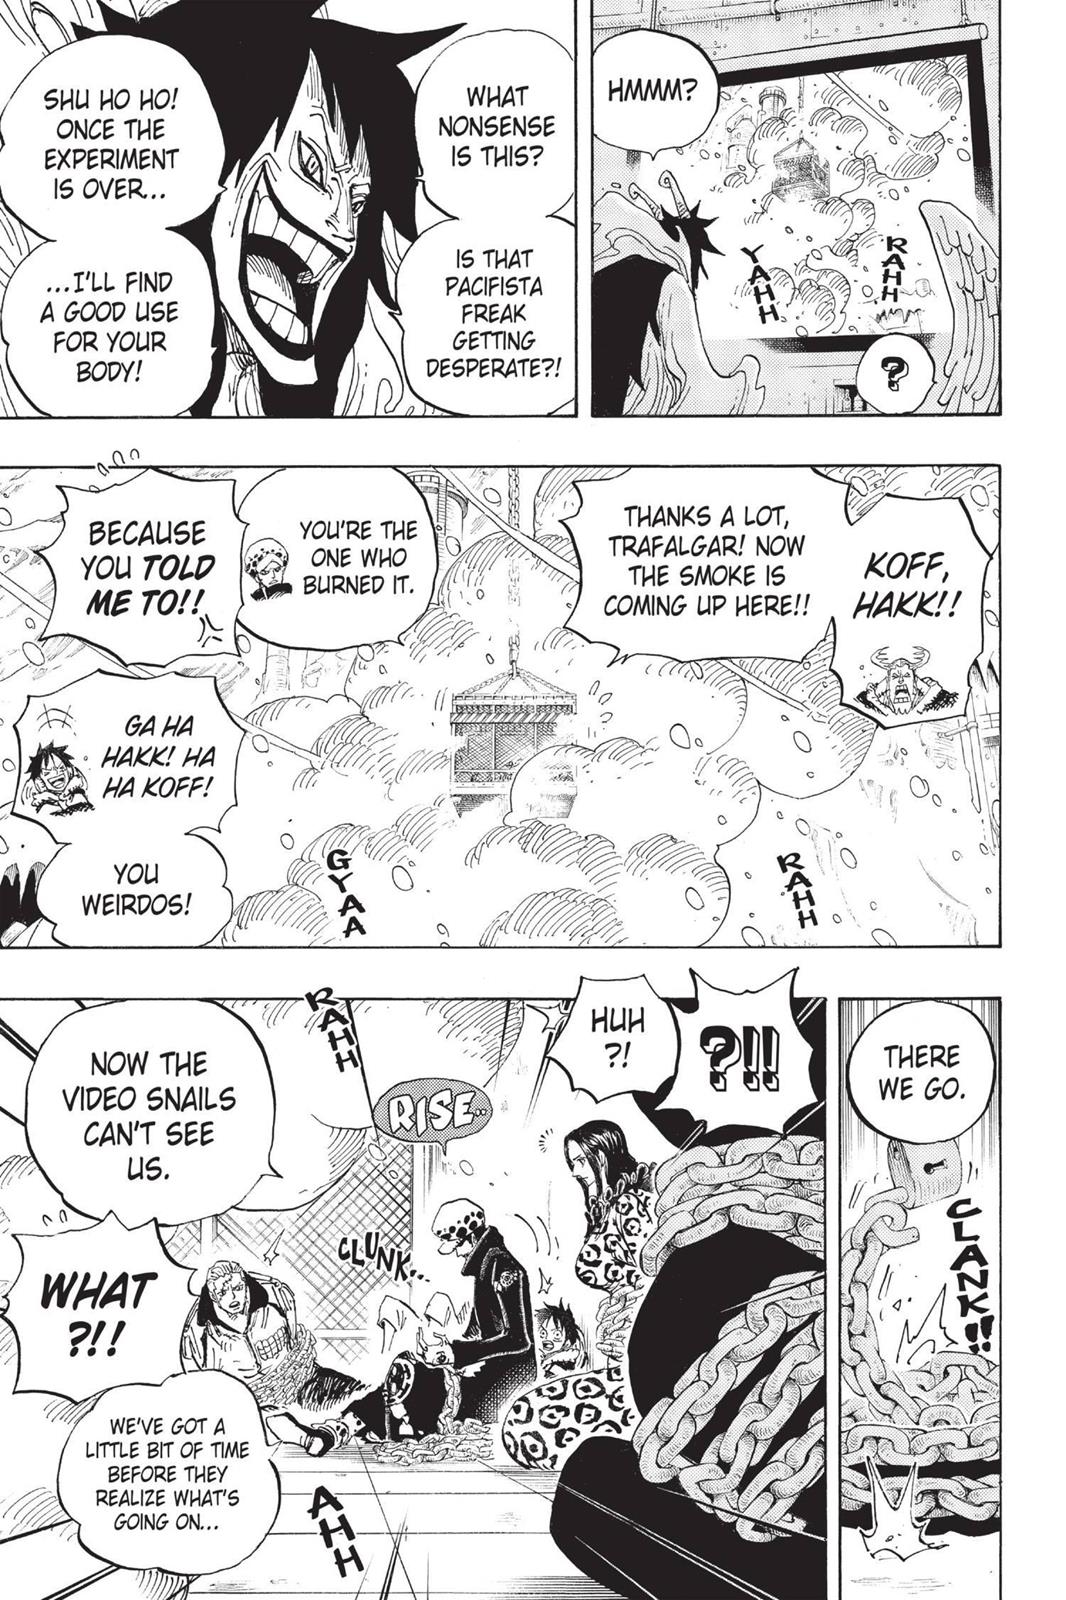 HMMM?
YAHH
RAHH
?
WHAT
NONSENSE
IS THIS?
IS THAT
PACIFISTA
FREAK
GETTING
DESPERATE?!
SHU HO HO!
ONCE THE
EXPERIMENT
IS OVER...
...I'LL FIND
A GOOD USE
FOR YOUR
BODY!
KOFF,
HAKK!!
THANKS A LOT,
TRAFALGAR! NOW
THE SMOKE IS
COMING UP HERE!!
YOU'RE THE
ONE WHO
BURNED IT.
BECAUSE
YOU TOLD
ME TO!!
GA HA
HAKK! HA
HA KOFF!
YOU
WEIRDOS!
GYAA
RAHH
THERE
WE GO.
CLANK!!
?!!
HUH
?!
RAHH
RISE..
CLUNK...
NOW THE
VIDEO SNAILS
CAN'T SEE
US.
WHAT
?!!
WE'VE GOT A
LITTLE BIT OF TIME
BEFORE THEY
REALIZE WHAT'S
GOING ON...
AHH